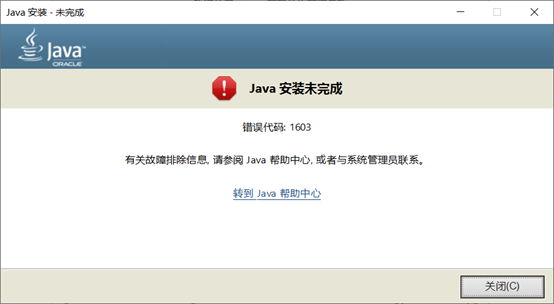 Java 安装 - 未完成
Java™
ORACLE
Java 安装未完成
错误代码: 1603
有关故障排除信息, 请参阅 Java 帮助中心, 或者与系统管理员联系。
转到 Java 帮助中心
关闭(C)